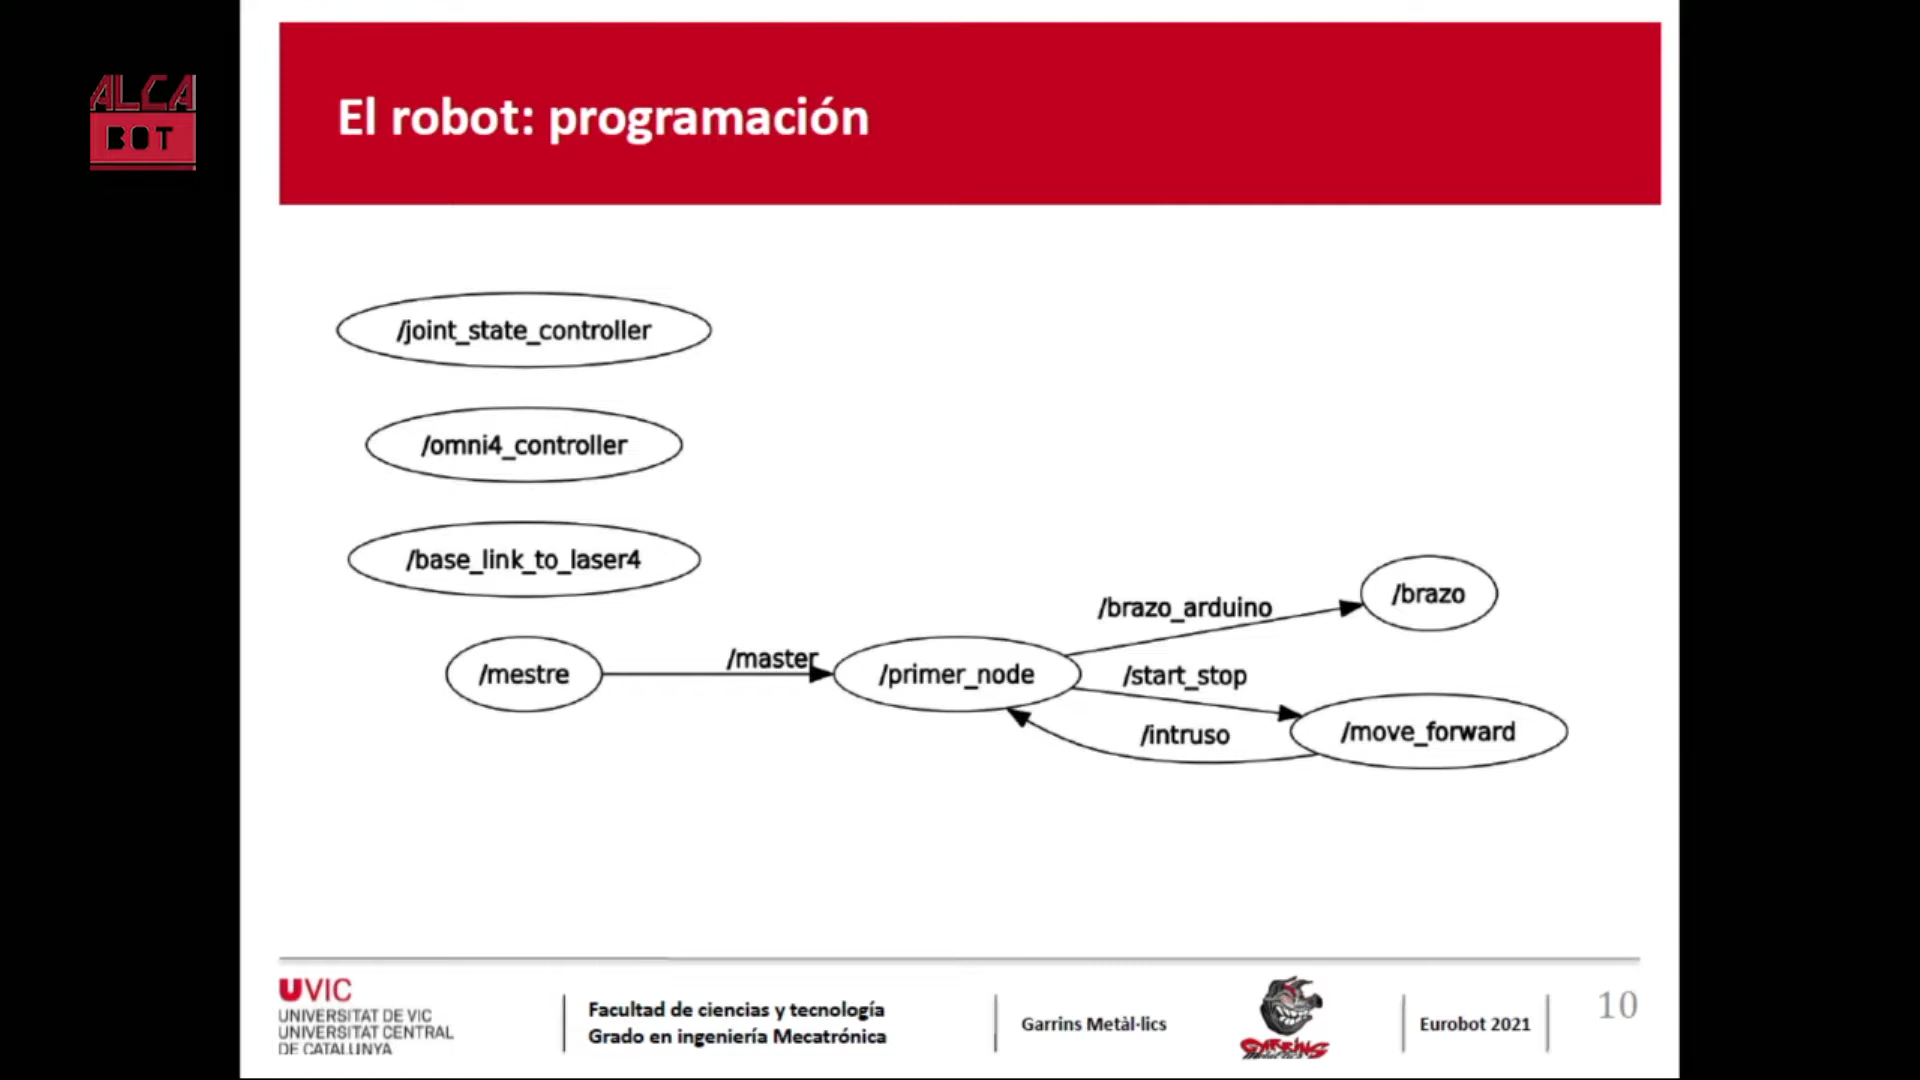 ALCA
BOT
El robot: programación
/joint_state_controller
/omni4_controller
/base_link_to_laser4
/mestre
/master
/primer_node
/brazo_arduino
/brazo
/start_stop
/intruso
/move_forward
UVIC
UNIVERSITAT DE VIC
UNIVERSITAT CENTRAL
DE CATALUNYA
Facultad de ciencias y tecnología
Grado en ingeniería Mecatrónica
Garrins Metàl·lics
GARRINS
Eurobot 2021
10